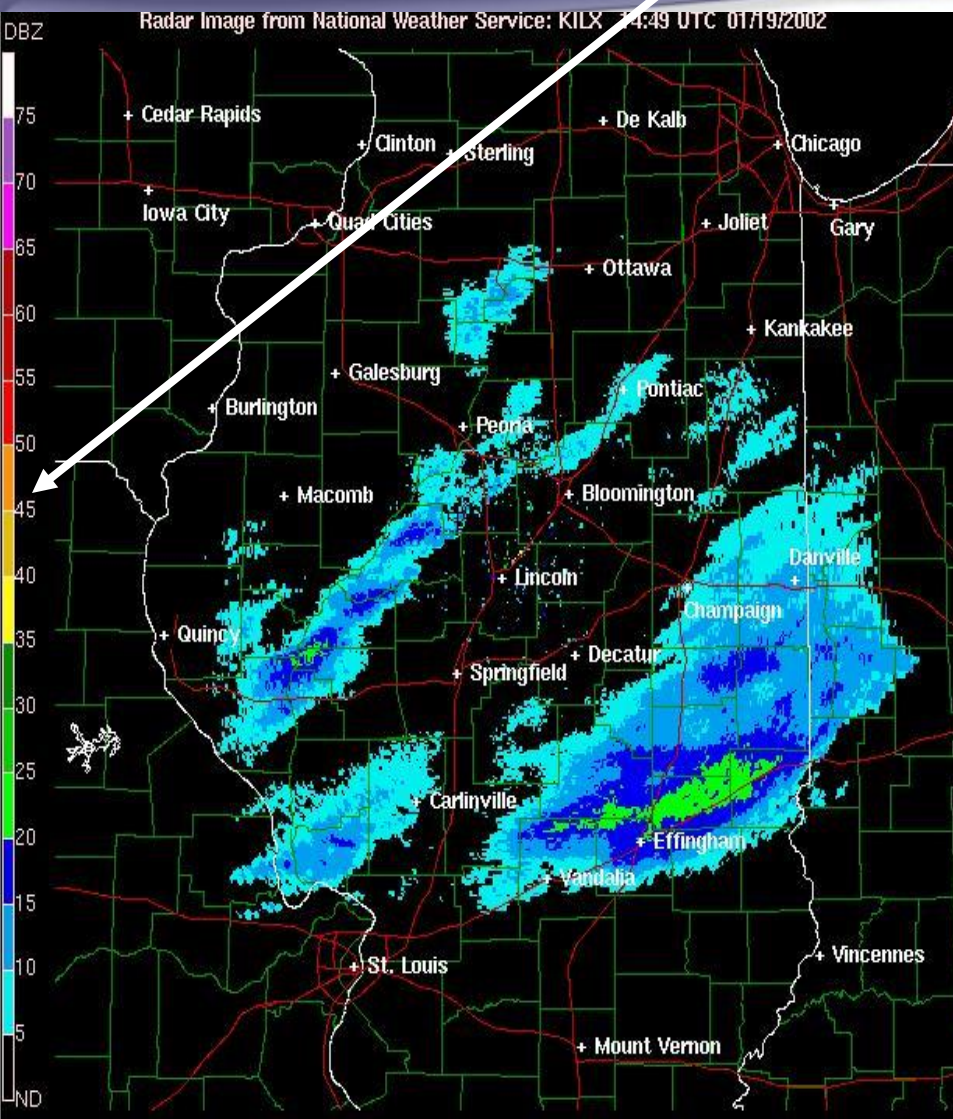 Radar Image from National Weather Service: KILX 14:49 UTC 01/19/2002
DBZ
75
70
65
60
55
50
45
40
35
30
25
20
15
10
5
ND
Cedar Rapids
De Kalb
Clinton
Sterling
Chicago
Iowa City
Quad Cities
Joliet
Gary
Ottawa
Kankakee
Galesburg
Pontiac
Burlington
Peoria
Macomb
Bloomington
Danville
Lincoln
Champaign
Quincy
Decatur
Springfield
Carlinville
Effingham
Vandalia
Vincennes
St. Louis
Mount Vernon